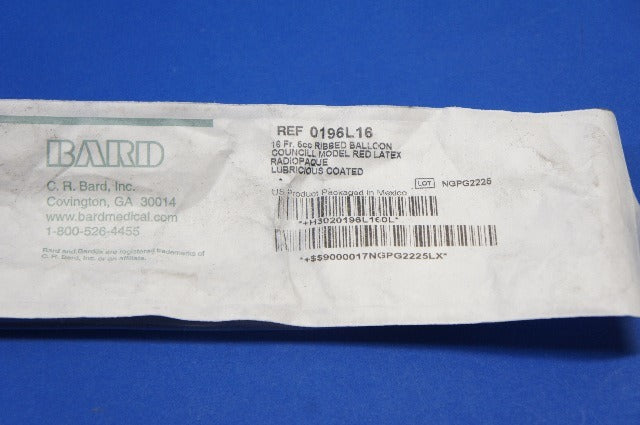 BARD
C. R. Bard, Inc.
Covington, GA 30014
www.bardmedical.com
1-800-526-4455
Bard and Bardex are registered trademarks of
C. R. Bard, Inc. or an affiliate.
REF 0196L16
16 Fr. 5cc RIBBED BALLOON
COUNCILL MODEL RED LATEX
RADIOPAQUE
LUBRICIOUS COATED
LOT NGPG2225
US Product Packaged in Mexico
*+H3020196L160L*
*+$$9000017NGPG2225LX*